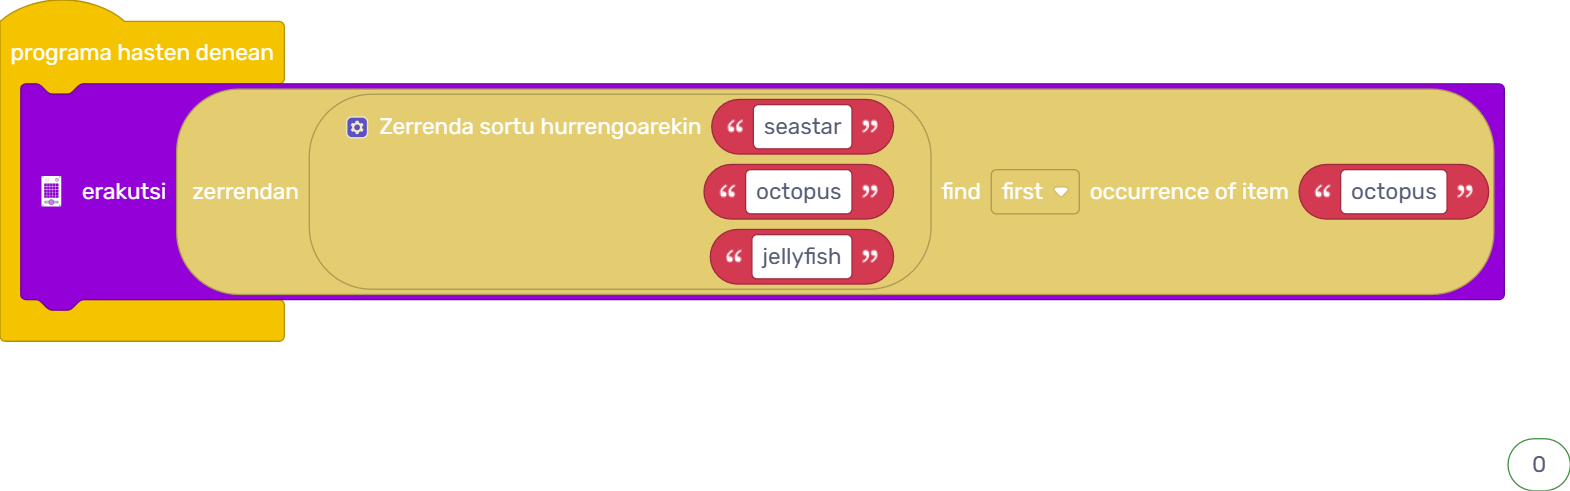 programa hasten denean
Zerrenda sortu hurrengoarekin “ seastar ”
erakutsi zerrendan “ octopus ” find first occurrence of item “ octopus ”
“ jellyfish ”
0